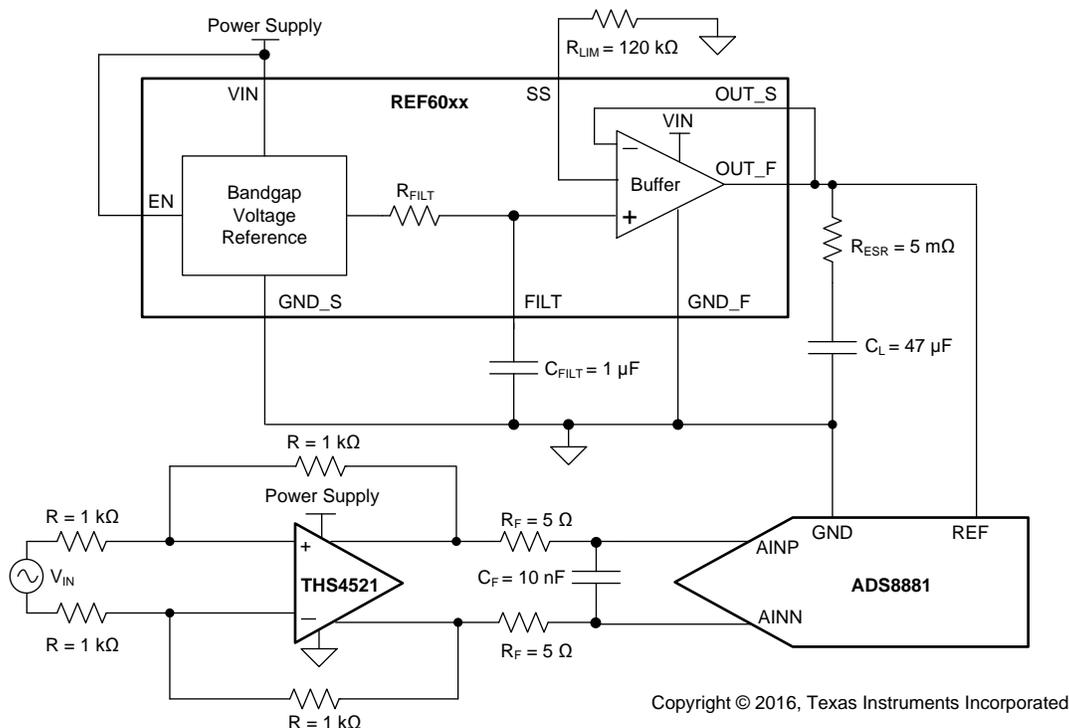 Power Supply
R_LIM = 120 kΩ
VIN
REF60xx
SS
OUT_S
VIN
OUT_F
EN
Bandgap
Voltage
Reference
R_FILT
Buffer
−
+
R_ESR = 5 mΩ
GND_S
FILT
GND_F
C_L = 47 µF
C_FILT = 1 µF
R = 1 kΩ
Power Supply
R = 1 kΩ
R_F = 5 Ω
GND
REF
+
AINP
V_IN
THS4521
C_F = 10 nF
ADS8881
−
AINN
R = 1 kΩ
R_F = 5 Ω
R = 1 kΩ
Copyright © 2016, Texas Instruments Incorporated